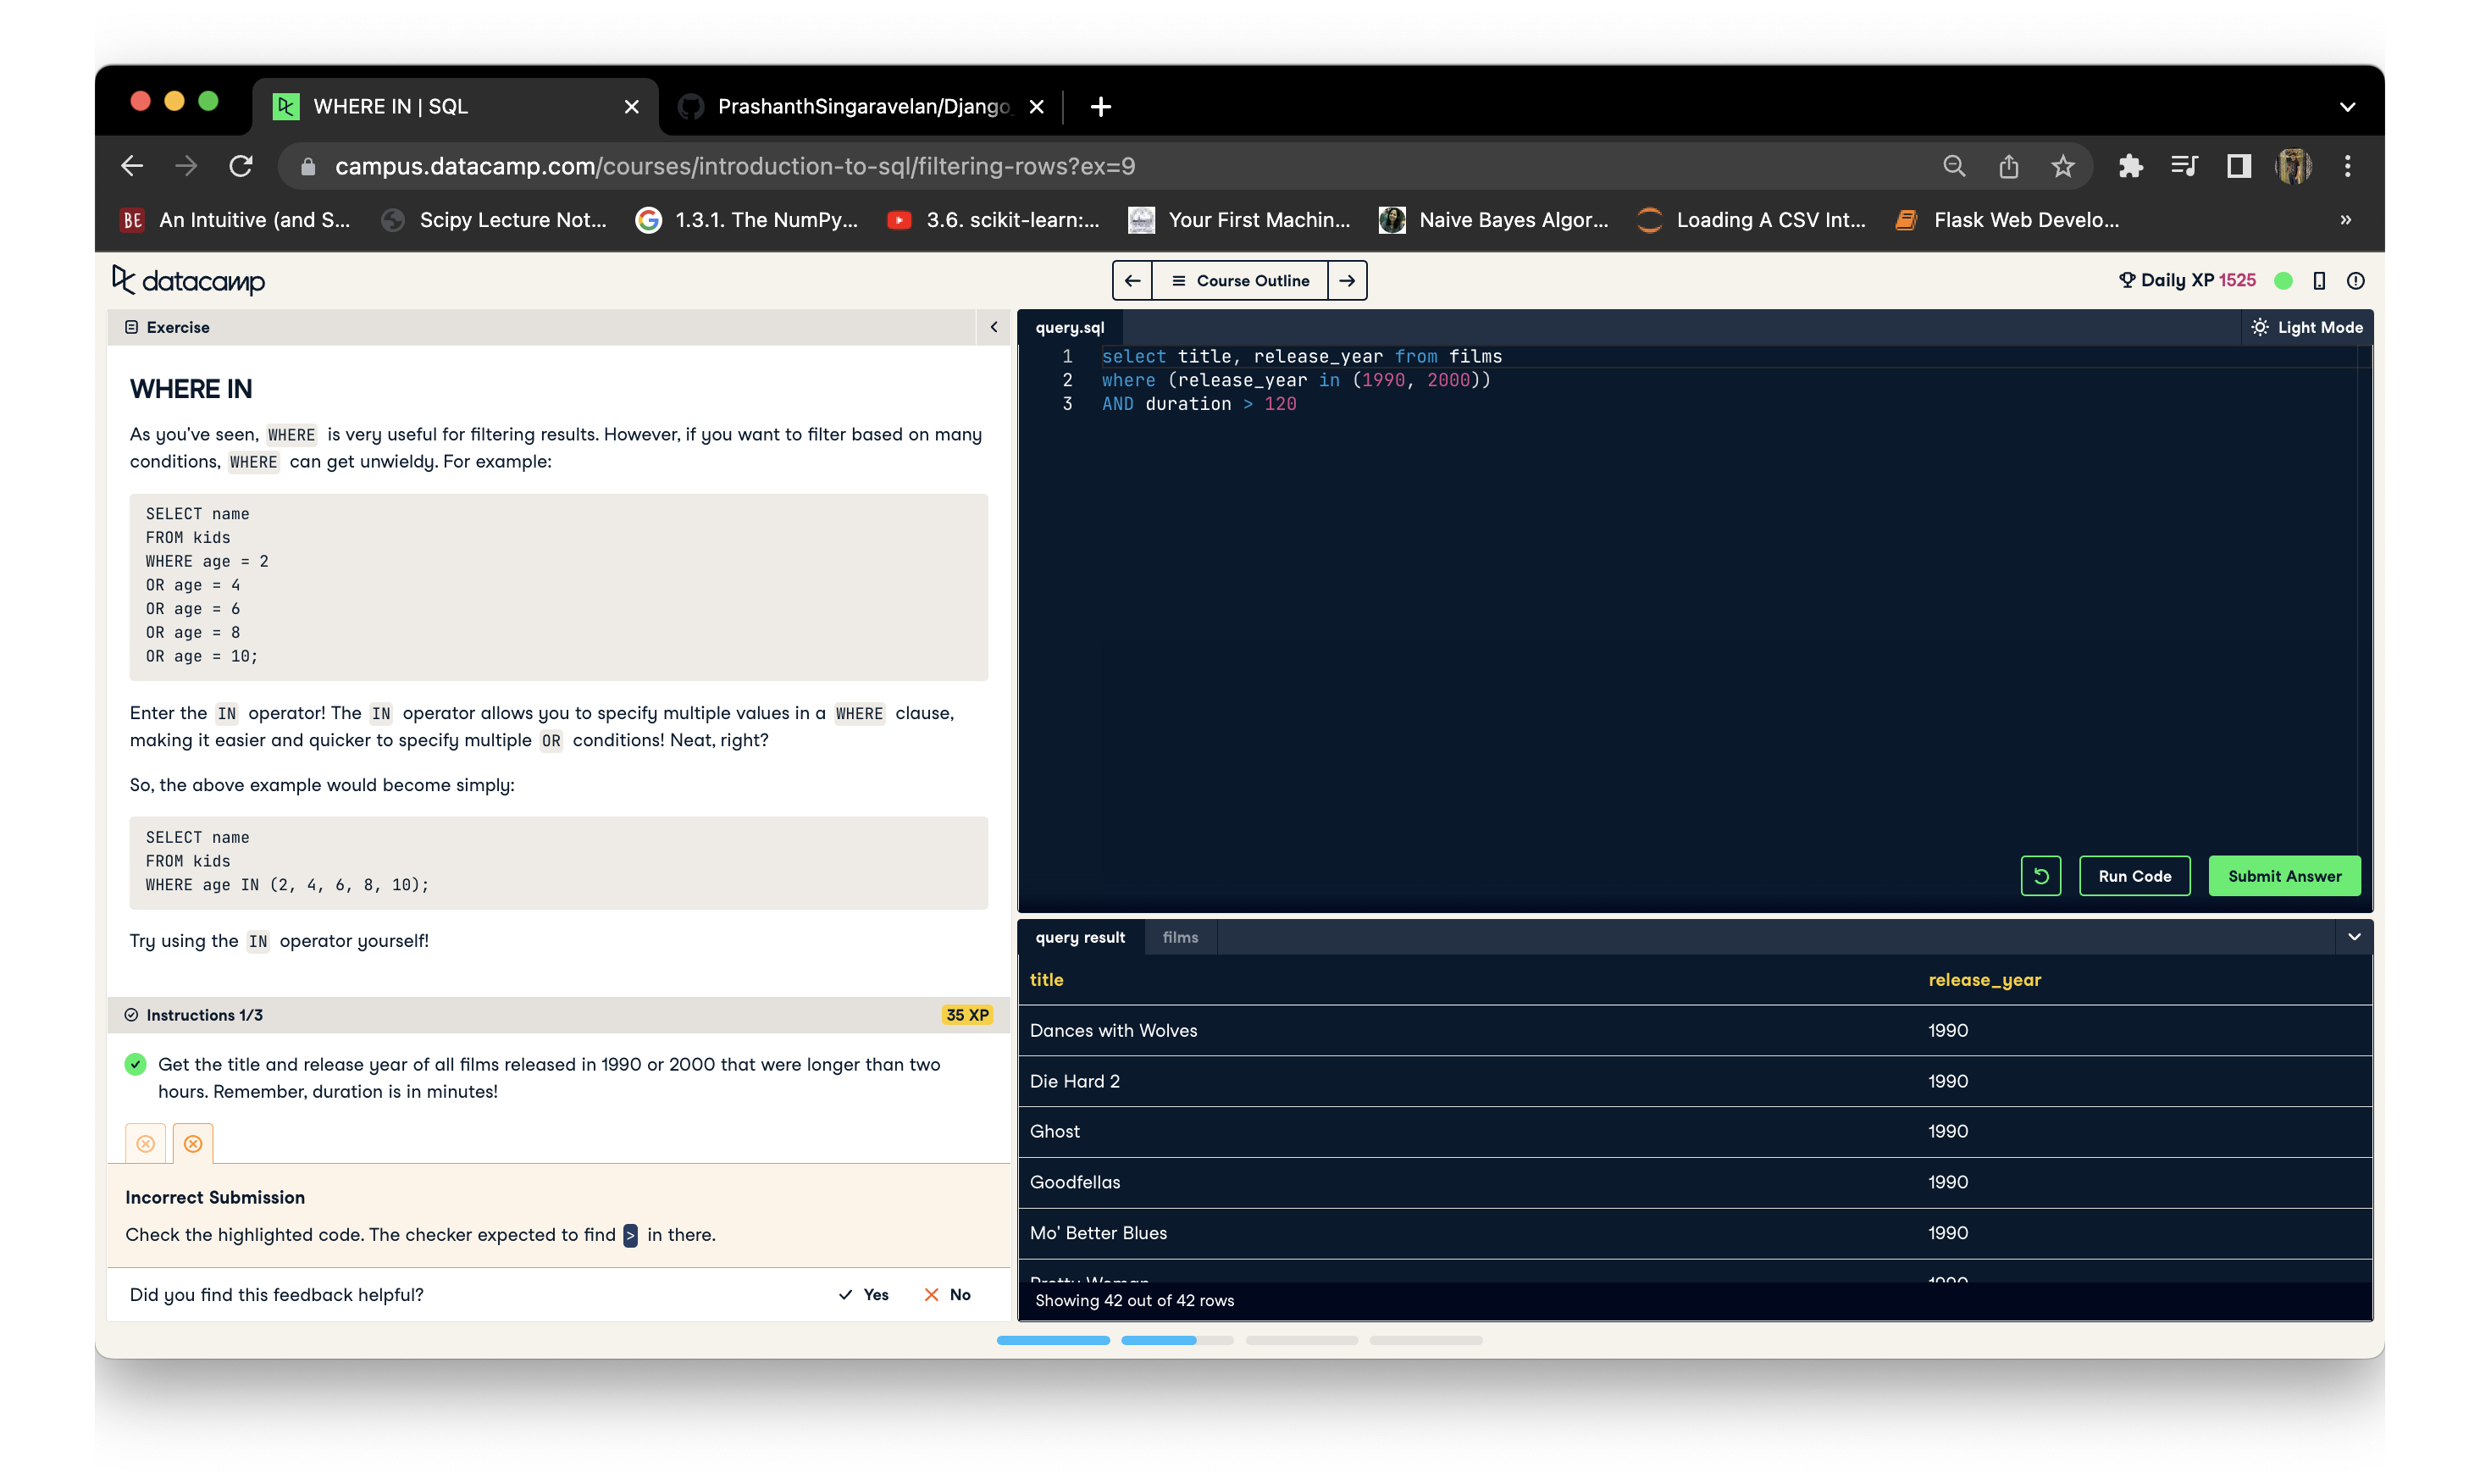 WHERE IN | SQL
PrashanthSingaravelan/Django_
campus.datacamp.com/courses/introduction-to-sql/filtering-rows?ex=9
BE An Intuitive (and S...
Scipy Lecture Not...
1.3.1. The NumPy...
3.6. scikit-learn:...
Your First Machin...
Naive Bayes Algor...
Loading A CSV Int...
Flask Web Develo...
»
datacamp
Course Outline
Daily XP 1525
Exercise
WHERE IN
As you've seen, WHERE is very useful for filtering results. However, if you want to filter based on many
conditions, WHERE can get unwieldy. For example:
SELECT name
FROM kids
WHERE age = 2
OR age = 4
OR age = 6
OR age = 8
OR age = 10;
Enter the IN operator! The IN operator allows you to specify multiple values in a WHERE clause,
making it easier and quicker to specify multiple OR conditions! Neat, right?
So, the above example would become simply:
SELECT name
FROM kids
WHERE age IN (2, 4, 6, 8, 10);
Try using the IN operator yourself!
Instructions 1/3
35 XP
Get the title and release year of all films released in 1990 or 2000 that were longer than two
hours. Remember, duration is in minutes!
Incorrect Submission
Check the highlighted code. The checker expected to find > in there.
Did you find this feedback helpful?
Yes
No
query.sql
Light Mode
1 select title, release_year from films
2 where (release_year in (1990, 2000))
3 AND duration > 120
Run Code
Submit Answer
query result
films
title release_year
Dances with Wolves 1990
Die Hard 2 1990
Ghost 1990
Goodfellas 1990
Mo' Better Blues 1990
Pretty Woman 1990
Showing 42 out of 42 rows